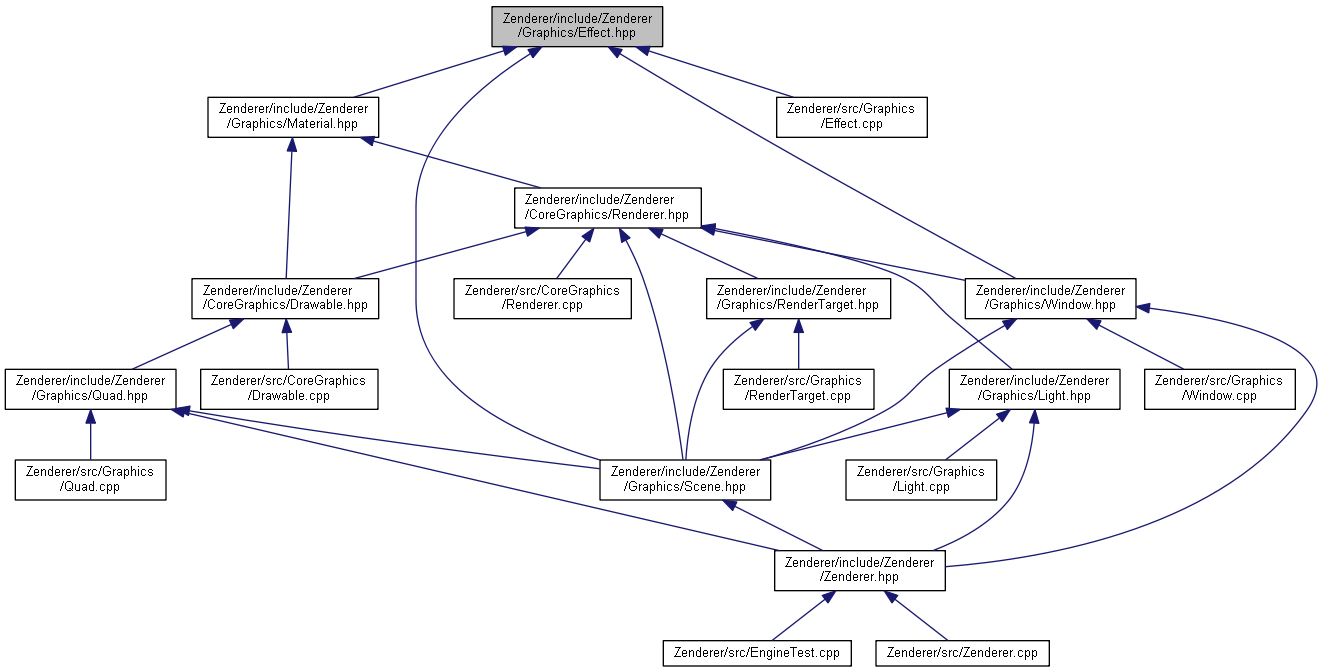 Zenderer/include/Zenderer
/Graphics/Effect.hpp
Zenderer/include/Zenderer
/Graphics/Material.hpp
Zenderer/src/Graphics
/Effect.cpp
Zenderer/include/Zenderer
/CoreGraphics/Renderer.hpp
Zenderer/include/Zenderer
/CoreGraphics/Drawable.hpp
Zenderer/src/CoreGraphics
/Renderer.cpp
Zenderer/include/Zenderer
/Graphics/RenderTarget.hpp
Zenderer/include/Zenderer
/Graphics/Window.hpp
Zenderer/include/Zenderer
/Graphics/Quad.hpp
Zenderer/src/CoreGraphics
/Drawable.cpp
Zenderer/src/Graphics
/RenderTarget.cpp
Zenderer/include/Zenderer
/Graphics/Light.hpp
Zenderer/src/Graphics
/Window.cpp
Zenderer/src/Graphics
/Quad.cpp
Zenderer/include/Zenderer
/Graphics/Scene.hpp
Zenderer/src/Graphics
/Light.cpp
Zenderer/include/Zenderer
/Zenderer.hpp
Zenderer/src/EngineTest.cpp
Zenderer/src/Zenderer.cpp